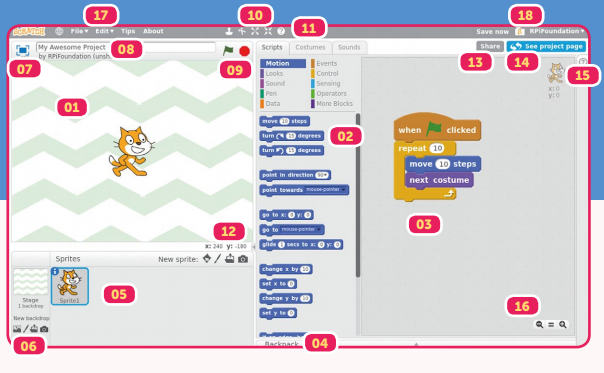 17
10
18
SCRATCH File▾ Edit▾ Tips About
Save now RPiFoundation▾
11
My Awesome Project
08
by RPiFoundation (unsh
07
09
Scripts Costumes Sounds
Share
See project page
13
14
15
01
Motion
Looks
Sound
Pen
Data
Events
Control
Sensing
Operators
More Blocks
x: 0
y: 0
move 10 steps
turn 15 degrees
turn 15 degrees
02
point in direction 90▾
point towards mouse-pointer
go to x: 0 y: 0
go to mouse-pointer
glide 1 secs to x: 0 y: 0
change x by 10
set x to 0
change y by 10
set y to 0
when clicked
repeat 10
move 10 steps
next costume
03
12
x: 240 y: -180
Sprites New sprite:
05
Stage
1 backdrop
Sprite1
New backdrop
06
Backpack
04
16